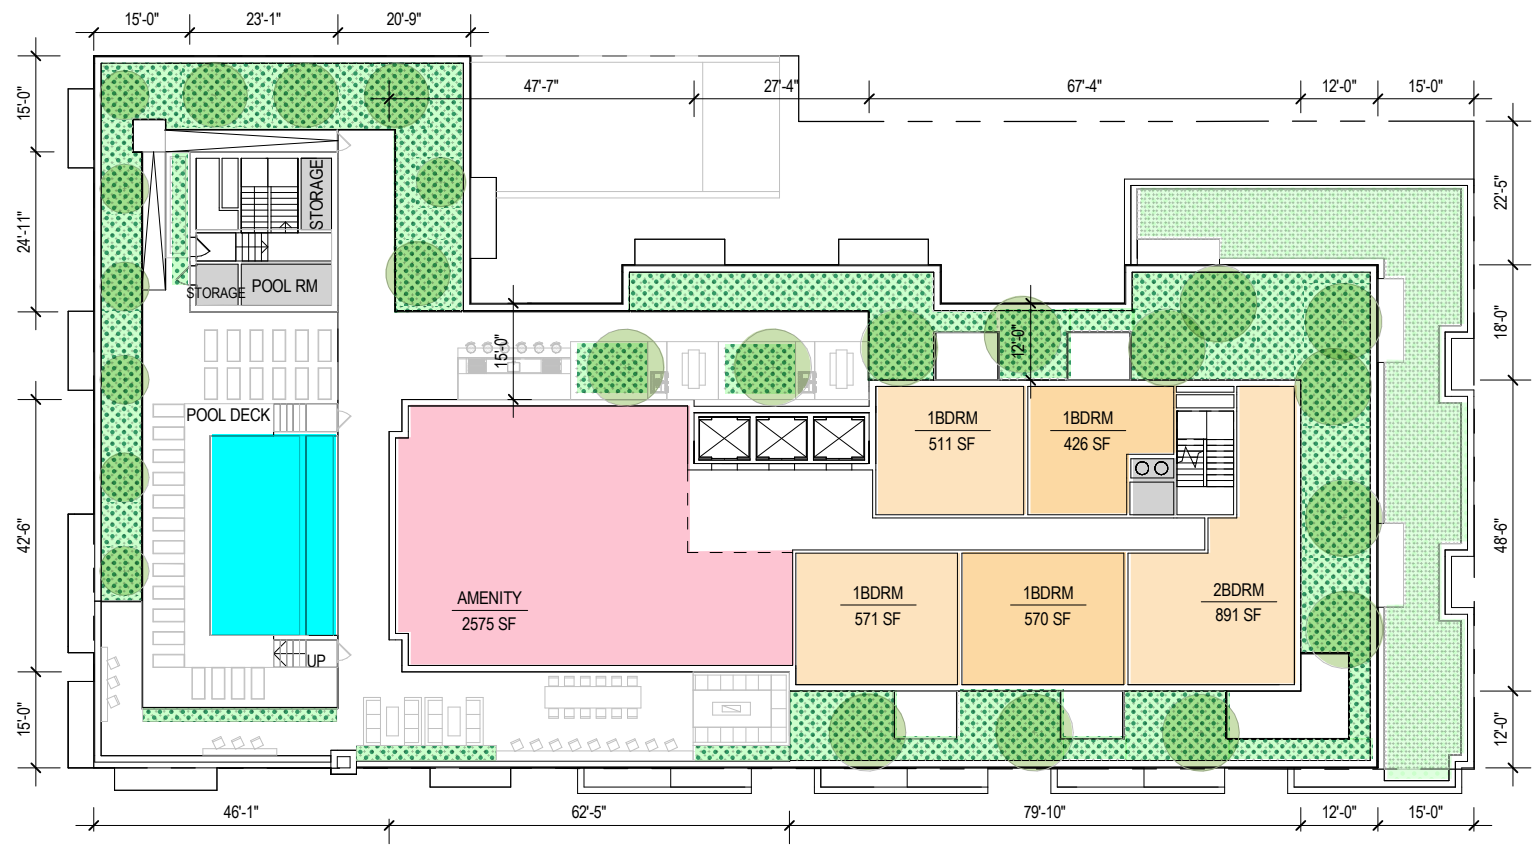 15'-0"
23'-1"
20'-9"
47'-7"
27'-4"
67'-4"
12'-0"
15'-0"
15'-0"
24'-11"
42'-6"
15'-0"
22'-5"
18'-0"
48'-6"
12'-0"
STORAGE
STORAGE
POOL RM
15'-0"
12'-0"
POOL DECK
UP
1BDRM
511 SF
1BDRM
426 SF
AMENITY
2575 SF
1BDRM
571 SF
1BDRM
570 SF
2BDRM
891 SF
46'-1"
62'-5"
79'-10"
12'-0"
15'-0"